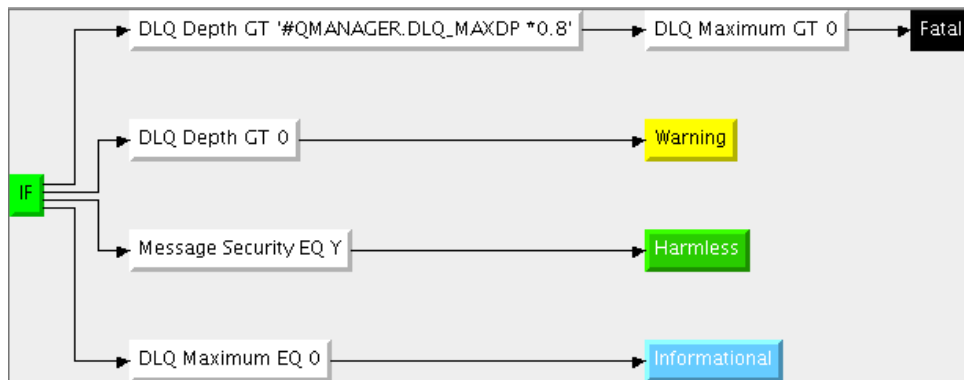 DLQ Depth GT '#QMANAGER.DLQ_MAXDP *0.8'
DLQ Maximum GT 0
Fatal
DLQ Depth GT 0
Warning
IF
Message Security EQ Y
Harmless
DLQ Maximum EQ 0
Informational